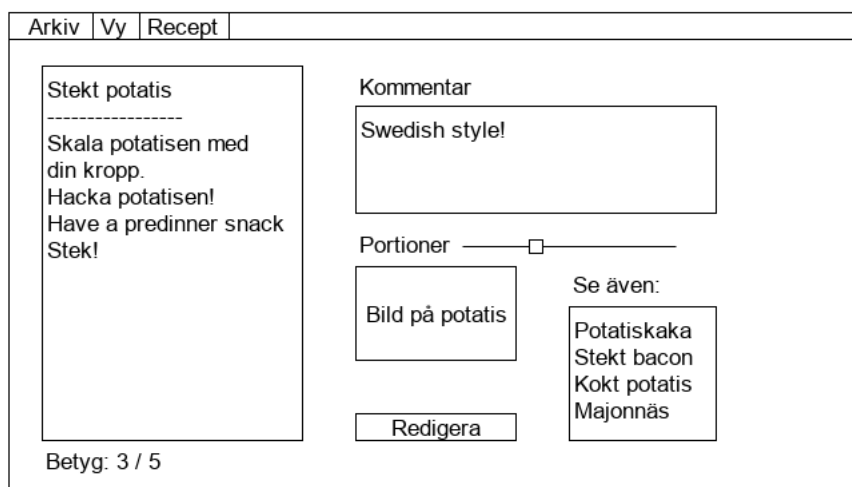 Arkiv Vy Recept
Stekt potatis
-----------------
Skala potatisen med
din kropp.
Hacka potatisen!
Have a predinner snack
Stek!
Betyg: 3 / 5
Kommentar
Swedish style!
Portioner
Bild på potatis
Redigera
Se även:
Potatiskaka
Stekt bacon
Kokt potatis
Majonnäs